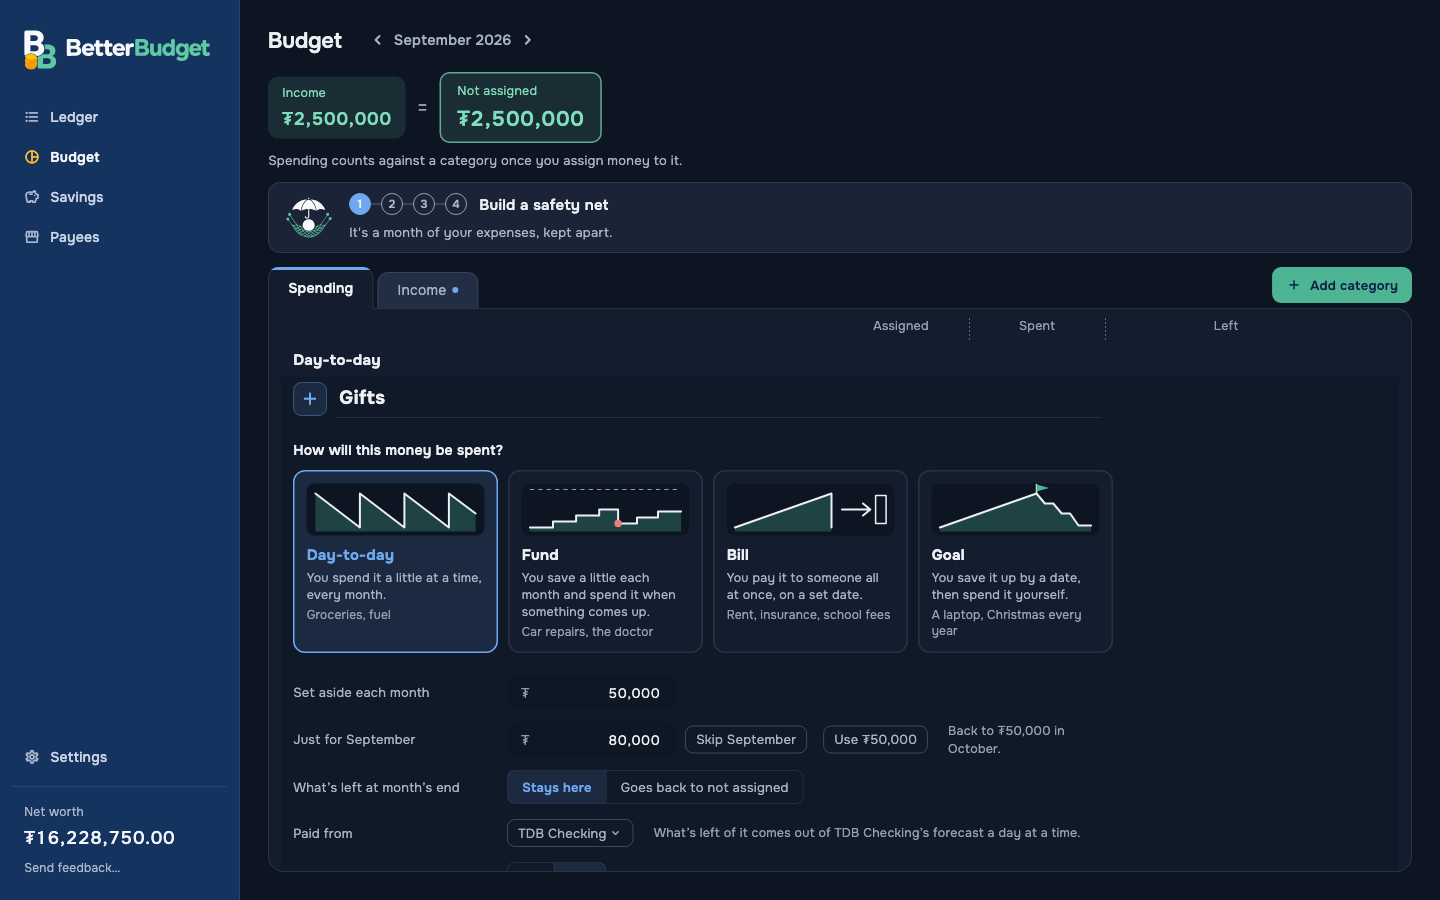 BetterBudget
Ledger
Budget
Savings
Payees
Settings
Net worth
₮16,228,750.00
Send feedback...
Budget
September 2026
Income
₮2,500,000
=
Not assigned
₮2,500,000
Spending counts against a category once you assign money to it.
1 2 3 4 Build a safety net
It's a month of your expenses, kept apart.
Spending
Income
+ Add category
Assigned
Spent
Left
Day-to-day
+ Gifts
How will this money be spent?
Day-to-day
You spend it a little at a time,
every month.
Groceries, fuel
Fund
You save a little each
month and spend it when
something comes up.
Car repairs, the doctor
Bill
You pay it to someone all
at once, on a set date.
Rent, insurance, school fees
Goal
You save it up by a date,
then spend it yourself.
A laptop, Christmas every
year
Set aside each month
₮ 50,000
Just for September
₮ 80,000
Skip September
Use ₮50,000
Back to ₮50,000 in
October.
What's left at month's end
Stays here
Goes back to not assigned
Paid from
TDB Checking
What's left of it comes out of TDB Checking's forecast a day at a time.